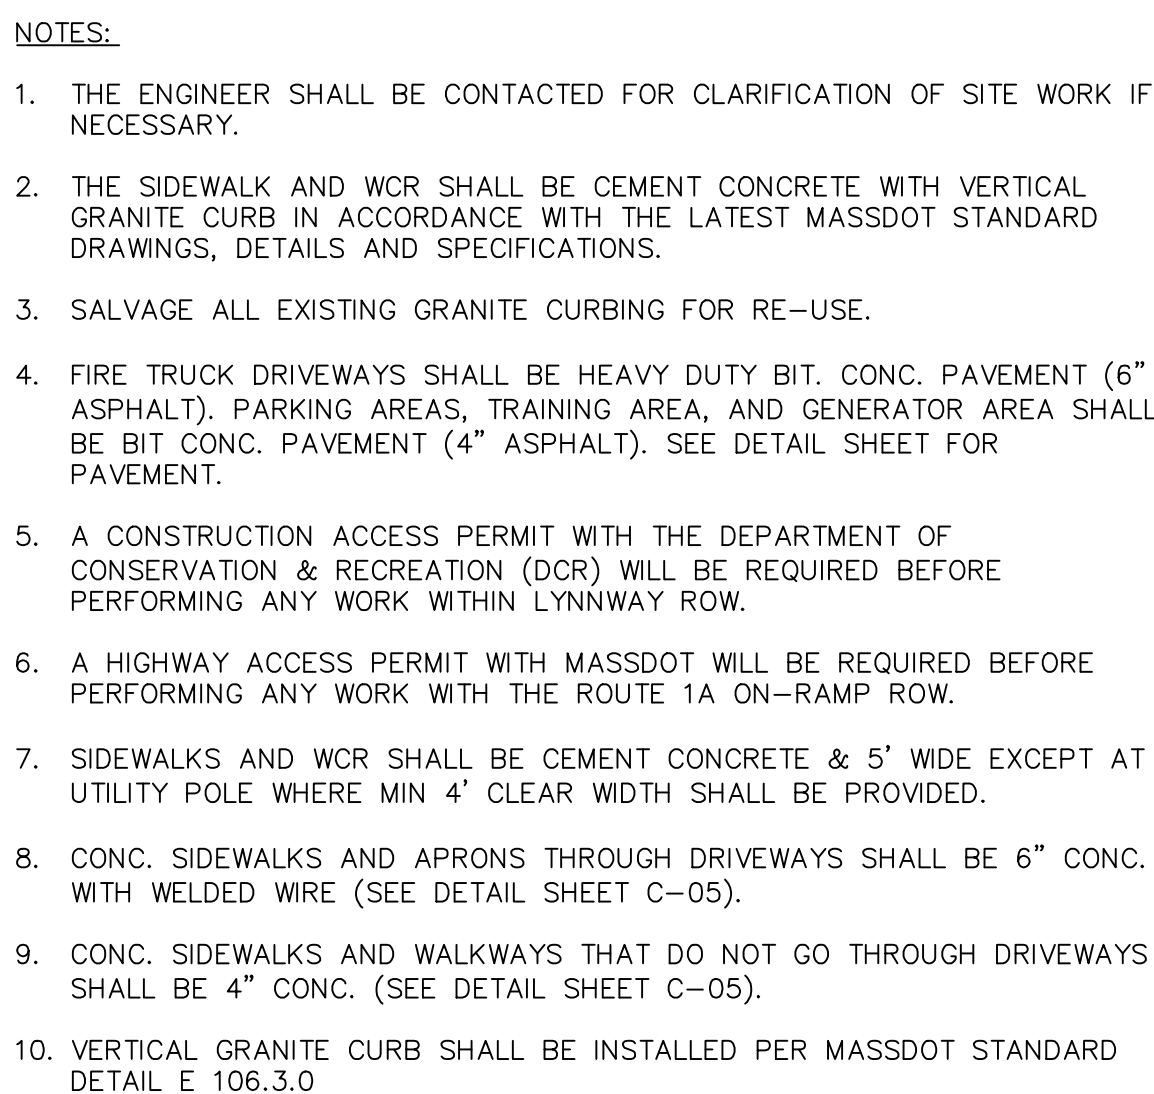 NOTES:
1. THE ENGINEER SHALL BE CONTACTED FOR CLARIFICATION OF SITE WORK IF
NECESSARY.
2. THE SIDEWALK AND WCR SHALL BE CEMENT CONCRETE WITH VERTICAL
GRANITE CURB IN ACCORDANCE WITH THE LATEST MASSDOT STANDARD
DRAWINGS, DETAILS AND SPECIFICATIONS.
3. SALVAGE ALL EXISTING GRANITE CURBING FOR RE-USE.
4. FIRE TRUCK DRIVEWAYS SHALL BE HEAVY DUTY BIT. CONC. PAVEMENT (6"
ASPHALT). PARKING AREAS, TRAINING AREA, AND GENERATOR AREA SHALL
BE BIT CONC. PAVEMENT (4" ASPHALT). SEE DETAIL SHEET FOR
PAVEMENT.
5. A CONSTRUCTION ACCESS PERMIT WITH THE DEPARTMENT OF
CONSERVATION & RECREATION (DCR) WILL BE REQUIRED BEFORE
PERFORMING ANY WORK WITHIN LYNNWAY ROW.
6. A HIGHWAY ACCESS PERMIT WITH MASSDOT WILL BE REQUIRED BEFORE
PERFORMING ANY WORK WITH THE ROUTE 1A ON-RAMP ROW.
7. SIDEWALKS AND WCR SHALL BE CEMENT CONCRETE & 5' WIDE EXCEPT AT
UTILITY POLE WHERE MIN 4' CLEAR WIDTH SHALL BE PROVIDED.
8. CONC. SIDEWALKS AND APRONS THROUGH DRIVEWAYS SHALL BE 6" CONC.
WITH WELDED WIRE (SEE DETAIL SHEET C-05).
9. CONC. SIDEWALKS AND WALKWAYS THAT DO NOT GO THROUGH DRIVEWAYS
SHALL BE 4" CONC. (SEE DETAIL SHEET C-05).
10. VERTICAL GRANITE CURB SHALL BE INSTALLED PER MASSDOT STANDARD
DETAIL E 106.3.0